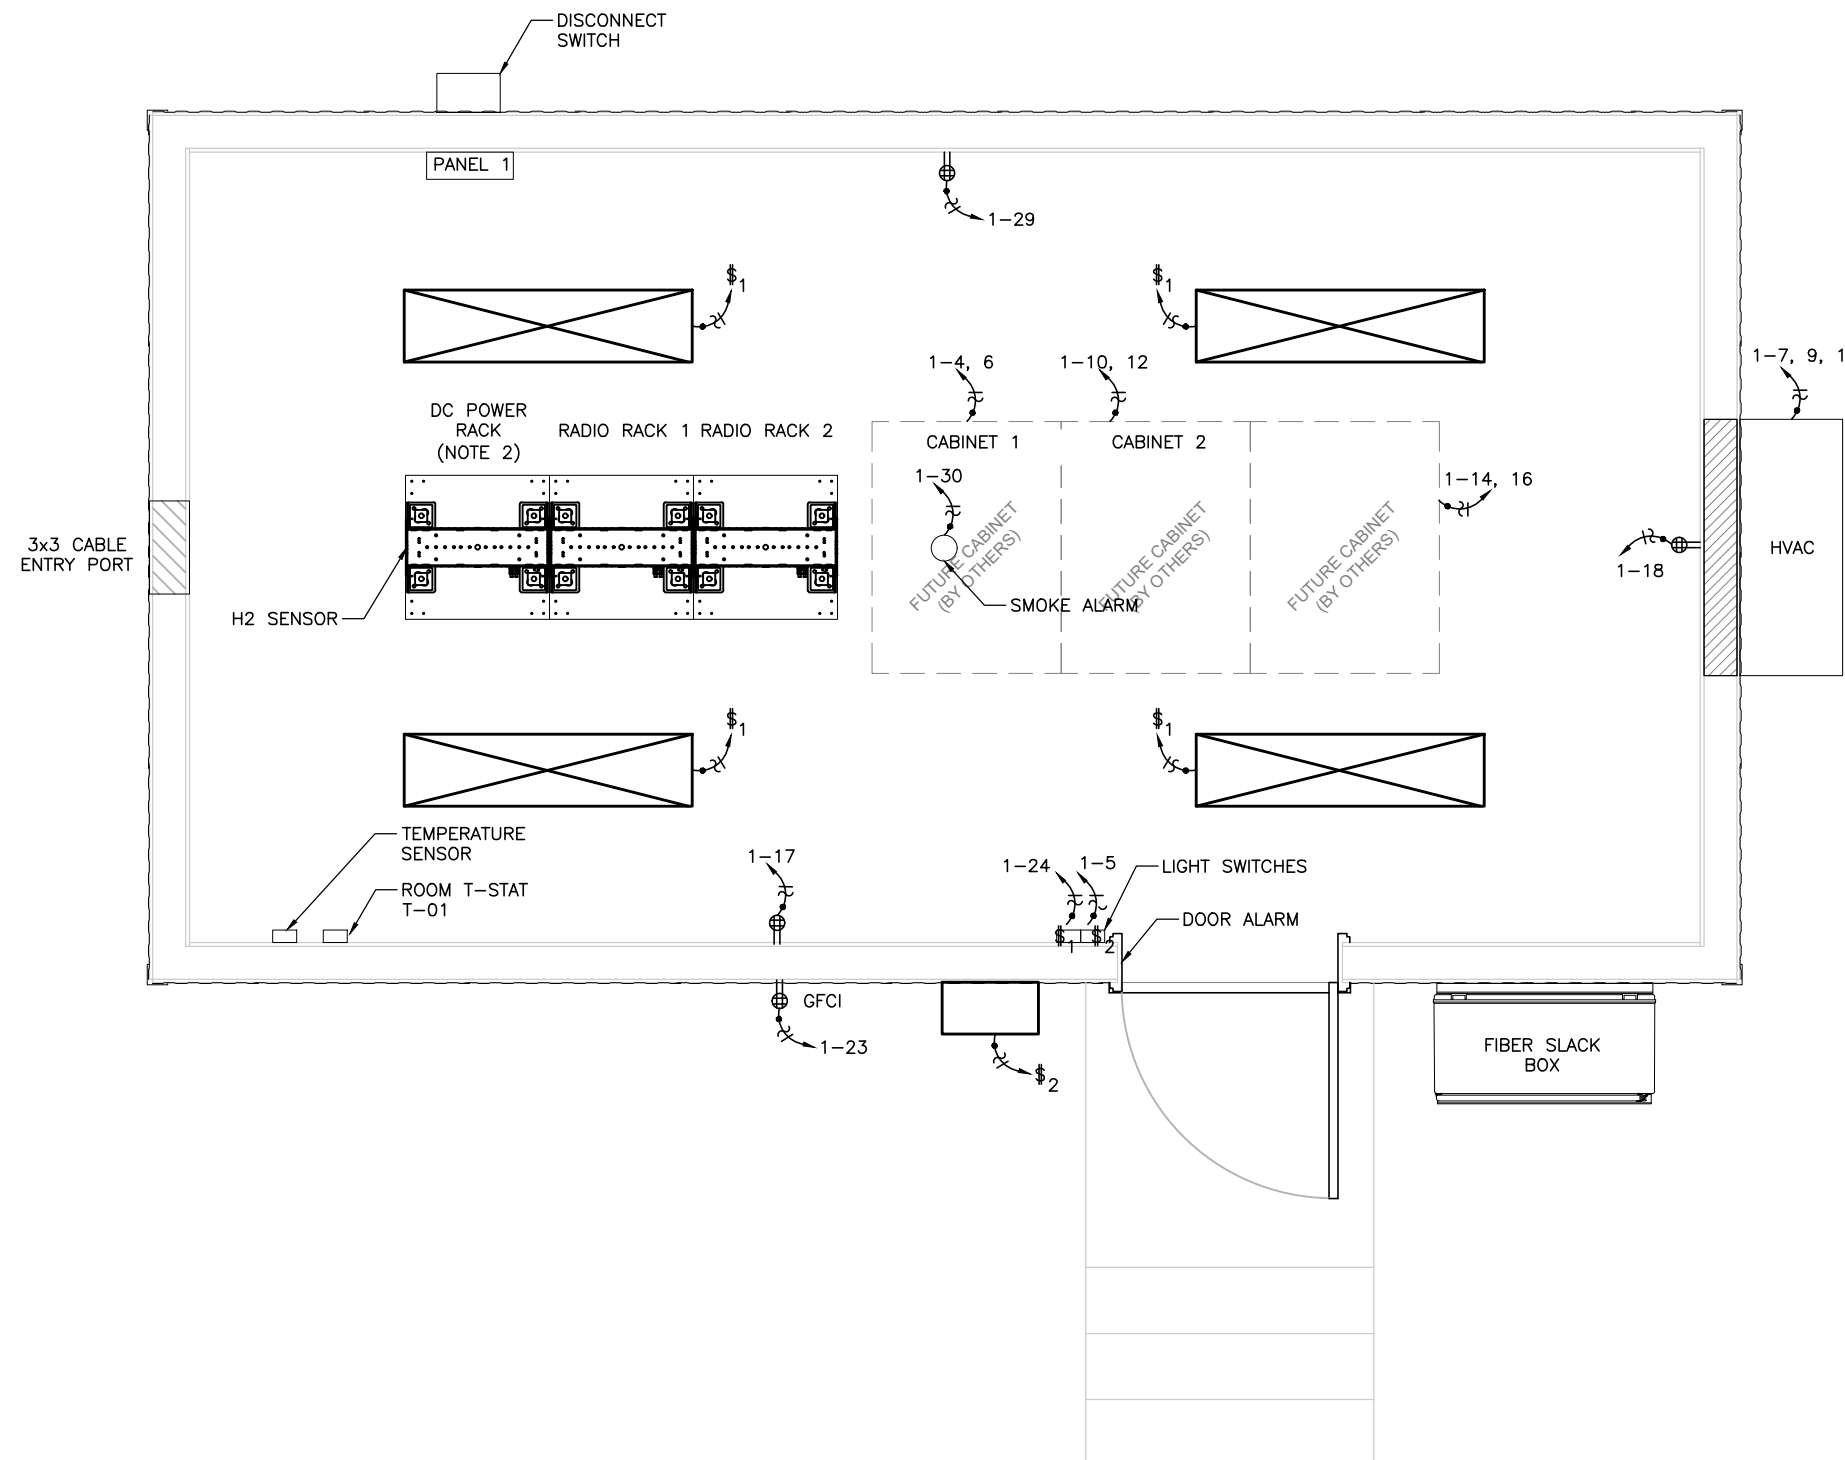 DISCONNECT
SWITCH
PANEL 1
1-29
$1
$1
1-4, 6
1-10, 12
1-7, 9, 1
DC POWER
RACK
(NOTE 2)
RADIO RACK 1
RADIO RACK 2
CABINET 1
CABINET 2
1-30
1-14, 16
FUTURE CABINET
(BY OTHERS)
FUTURE CABINET
(BY OTHERS)
FUTURE CABINET
(BY OTHERS)
3x3 CABLE
ENTRY PORT
HVAC
1-18
H2 SENSOR
SMOKE ALARM
$1
$1
TEMPERATURE
SENSOR
ROOM T-STAT
T-01
1-17
1-24
1-5
LIGHT SWITCHES
DOOR ALARM
$1
$2
GFCI
1-23
$2
FIBER SLACK
BOX